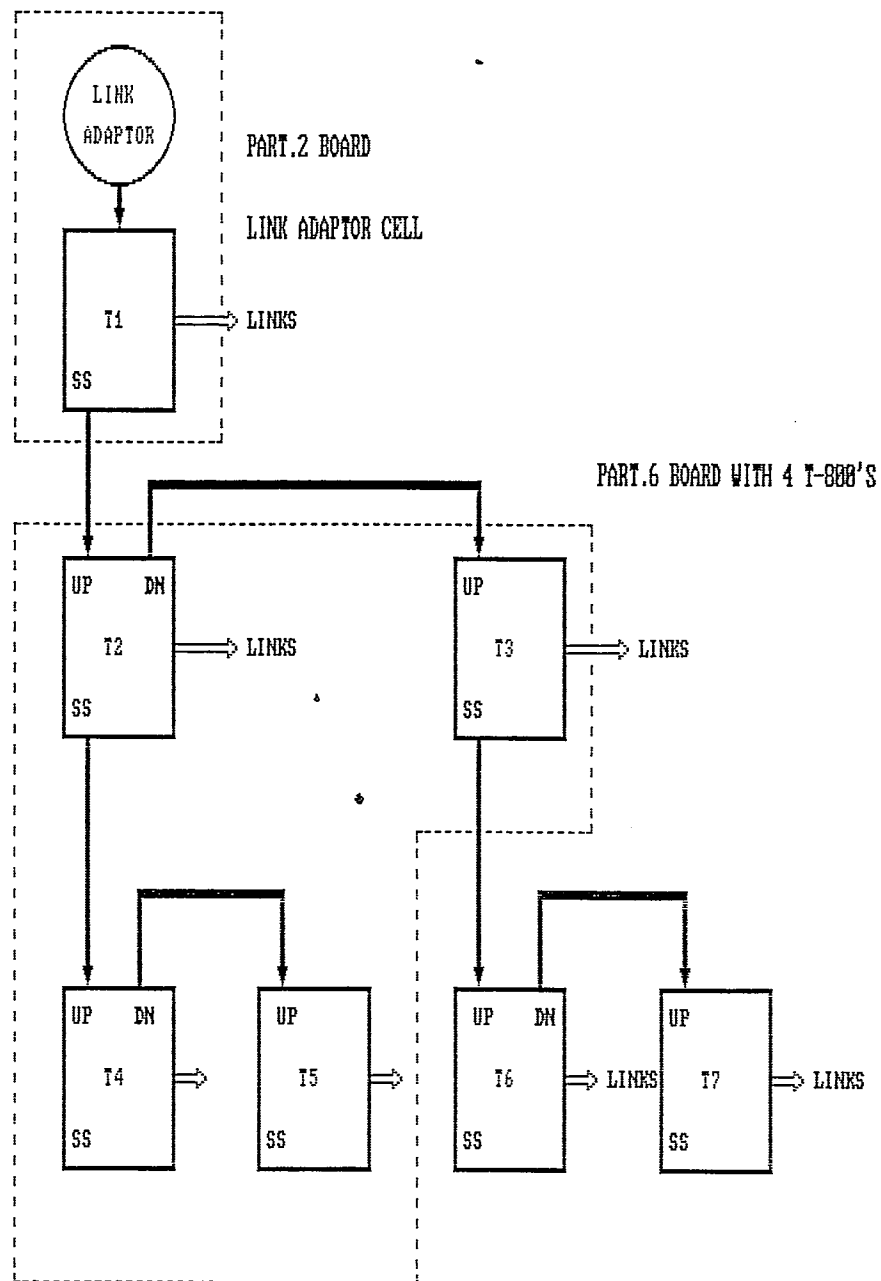 LINK
ADAPTOR
PART.2 BOARD
LINK ADAPTOR CELL
T1
LINKS
SS
PART.6 BOARD WITH 4 T-800'S
UP DN
T2
LINKS
SS
UP
T3
LINKS
SS
UP DN
T4
SS
UP
T5
SS
UP DN
T6
LINKS
SS
UP
T7
LINKS
SS